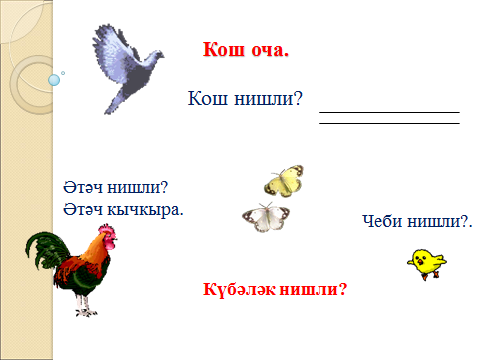 Кош оча.
Кош нишли?
Әтәч нишли?
Әтәч кычкыра.
Чеби нишли?.
Күбәләк нишли?